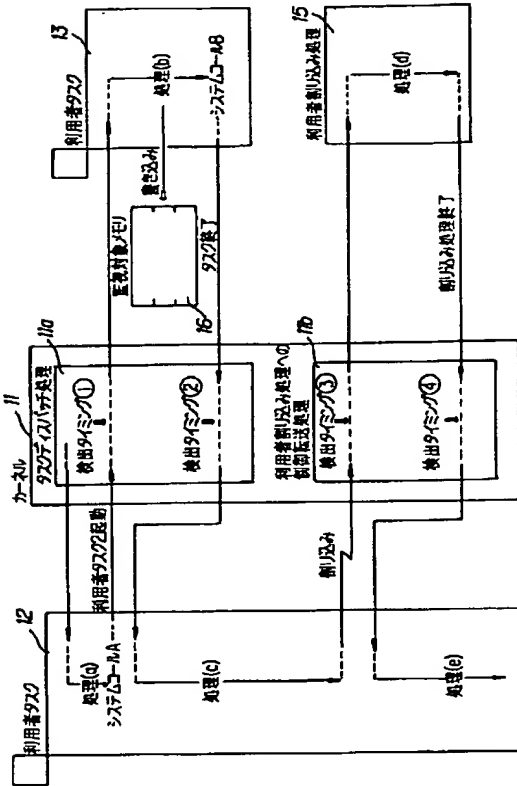 12
利用者タスク
処理(a)
システムコールA
処理(c)
処理(e)
利用者タスク2起動
割り込み
11
カーネル
タスクディスパッチ処理
11a
検出タイミング①
検出タイミング②
11b
利用者割り込み処理への
制御転送処理
検出タイミング③
検出タイミング④
監視対象メモリ
書き込み
16
タスク終了
割り込み処理終了
13
利用者タスク
処理(b)
システムコールB
15
利用者割り込み処理
処理(d)